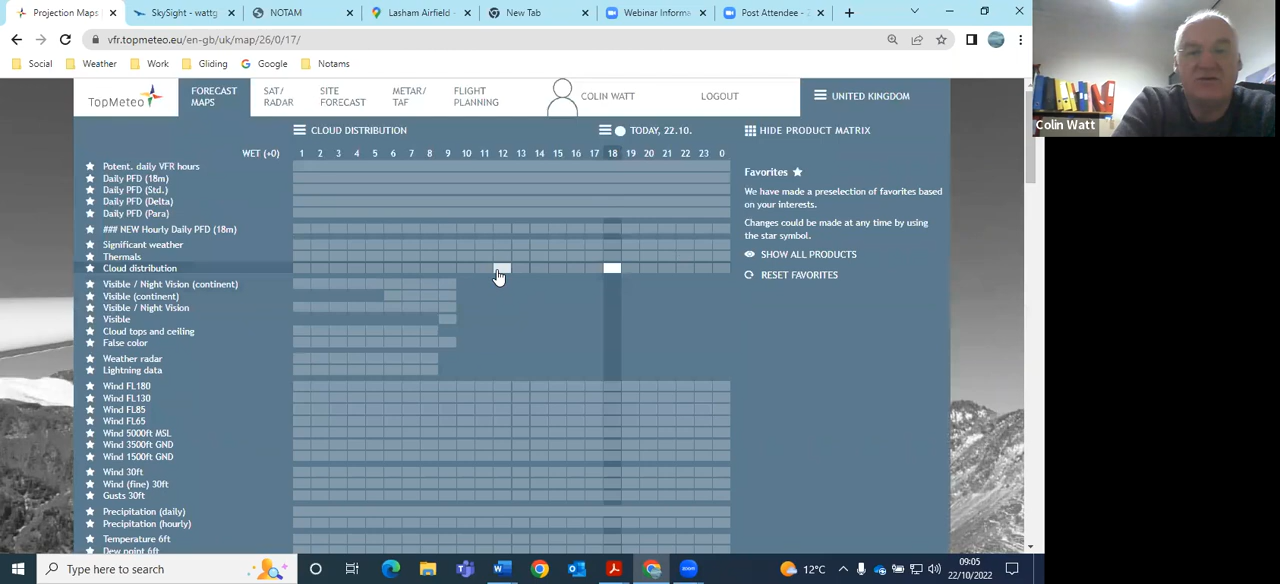 Projection Maps
SkySight - wattg
NOTAM
Lasham Airfield -
New Tab
Webinar Informa
Post Attendee -
vfr.topmeteo.eu/en-gb/uk/map/26/0/17/
Social
Weather
Work
Gliding
Google
Notams
Colin Watt
TopMeteo
FORECAST MAPS
SAT/ RADAR
SITE FORECAST
METAR/ TAF
FLIGHT PLANNING
COLIN WATT
LOGOUT
UNITED KINGDOM
CLOUD DISTRIBUTION
TODAY, 22.10.
HIDE PRODUCT MATRIX
WET (+0) 1 2 3 4 5 6 7 8 9 10 11 12 13 14 15 16 17 18 19 20 21 22 23 0
Potent. daily VFR hours
Daily PFD (18m)
Daily PFD (Std.)
Daily PFD (Delta)
Daily PFD (Para)
### NEW Hourly Daily PFD (18m)
Significant weather
Thermals
Cloud distribution
Visible / Night Vision (continent)
Visible (continent)
Visible / Night Vision
Visible
Cloud tops and ceiling
False color
Weather radar
Lightning data
Wind FL180
Wind FL130
Wind FL85
Wind FL65
Wind 5000ft MSL
Wind 3500ft GND
Wind 1500ft GND
Wind 30ft
Wind (fine) 30ft
Gusts 30ft
Precipitation (daily)
Precipitation (hourly)
Temperature 6ft
Dew point 6ft
Favorites
We have made a preselection of favorites based
on your interests.
Changes could be made at any time by using
the star symbol.
SHOW ALL PRODUCTS
RESET FAVORITES
Type here to search
zoom
12°C
09:05
22/10/2022